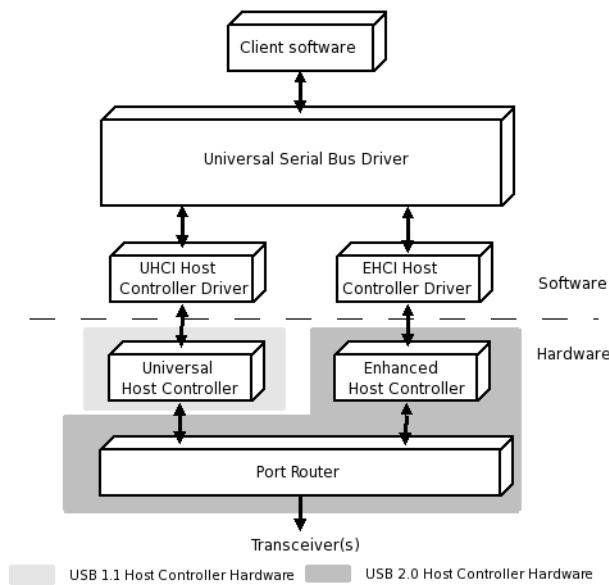 Client software
Universal Serial Bus Driver
UHCI Host
Controller Driver
EHCI Host
Controller Driver
Software
Hardware
Universal
Host Controller
Enhanced
Host Controller
Port Router
Transceiver(s)
USB 1.1 Host Controller Hardware
USB 2.0 Host Controller Hardware